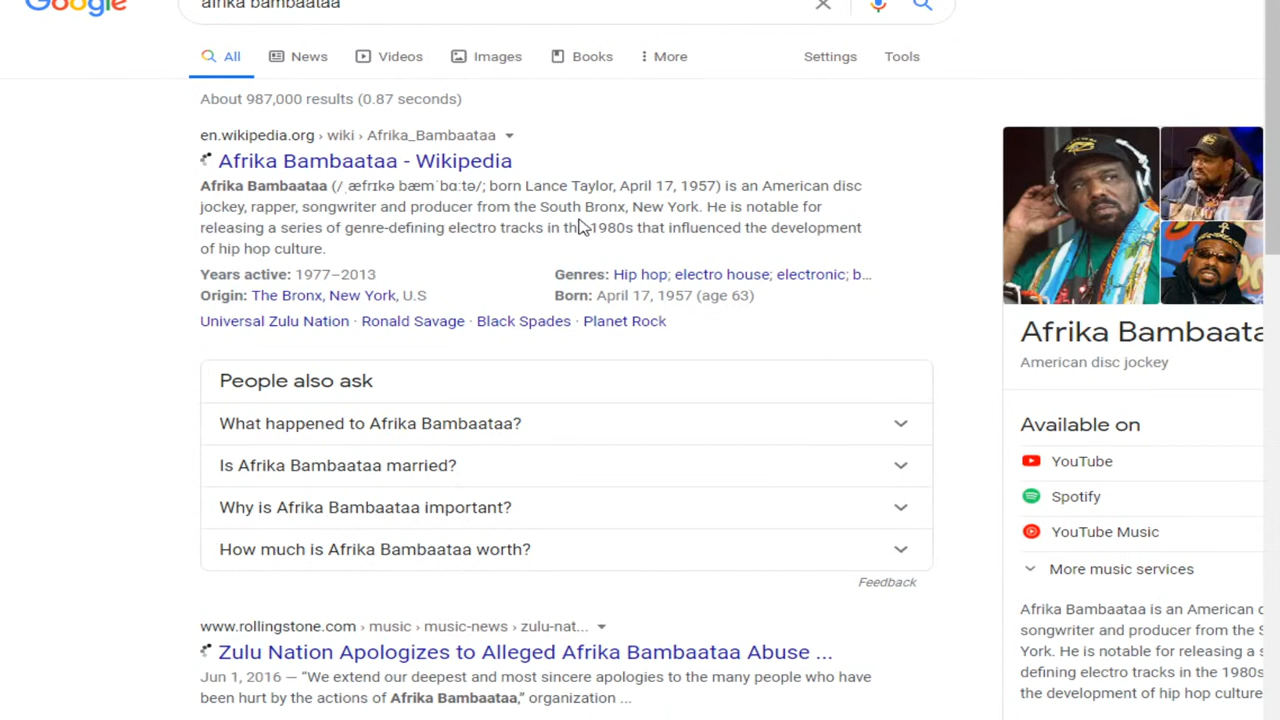 Google
afrika bambaataa
All News Videos Images Books More Settings Tools
About 987,000 results (0.87 seconds)
en.wikipedia.org › wiki › Afrika_Bambaataa
Afrika Bambaataa - Wikipedia
Afrika Bambaataa (/ˌæfrɪkə bæmˈbɑːtə/; born Lance Taylor, April 17, 1957) is an American disc
jockey, rapper, songwriter and producer from the South Bronx, New York. He is notable for
releasing a series of genre-defining electro tracks in the 1980s that influenced the development
of hip hop culture.
Years active: 1977–2013 Genres: Hip hop; electro house; electronic; b...
Origin: The Bronx, New York, U.S Born: April 17, 1957 (age 63)
Universal Zulu Nation · Ronald Savage · Black Spades · Planet Rock
People also ask
What happened to Afrika Bambaataa?
Is Afrika Bambaataa married?
Why is Afrika Bambaataa important?
How much is Afrika Bambaataa worth?
Feedback
www.rollingstone.com › music › music-news › zulu-nat...
Zulu Nation Apologizes to Alleged Afrika Bambaataa Abuse ...
Jun 1, 2016 — “We extend our deepest and most sincere apologies to the many people who have
been hurt by the actions of Afrika Bambaataa,” organization ...
Afrika Bambaata
American disc jockey
Available on
YouTube
Spotify
YouTube Music
More music services
Afrika Bambaataa is an American
songwriter and producer from the
York. He is notable for releasing a
defining electro tracks in the 1980s
the development of hip hop culture